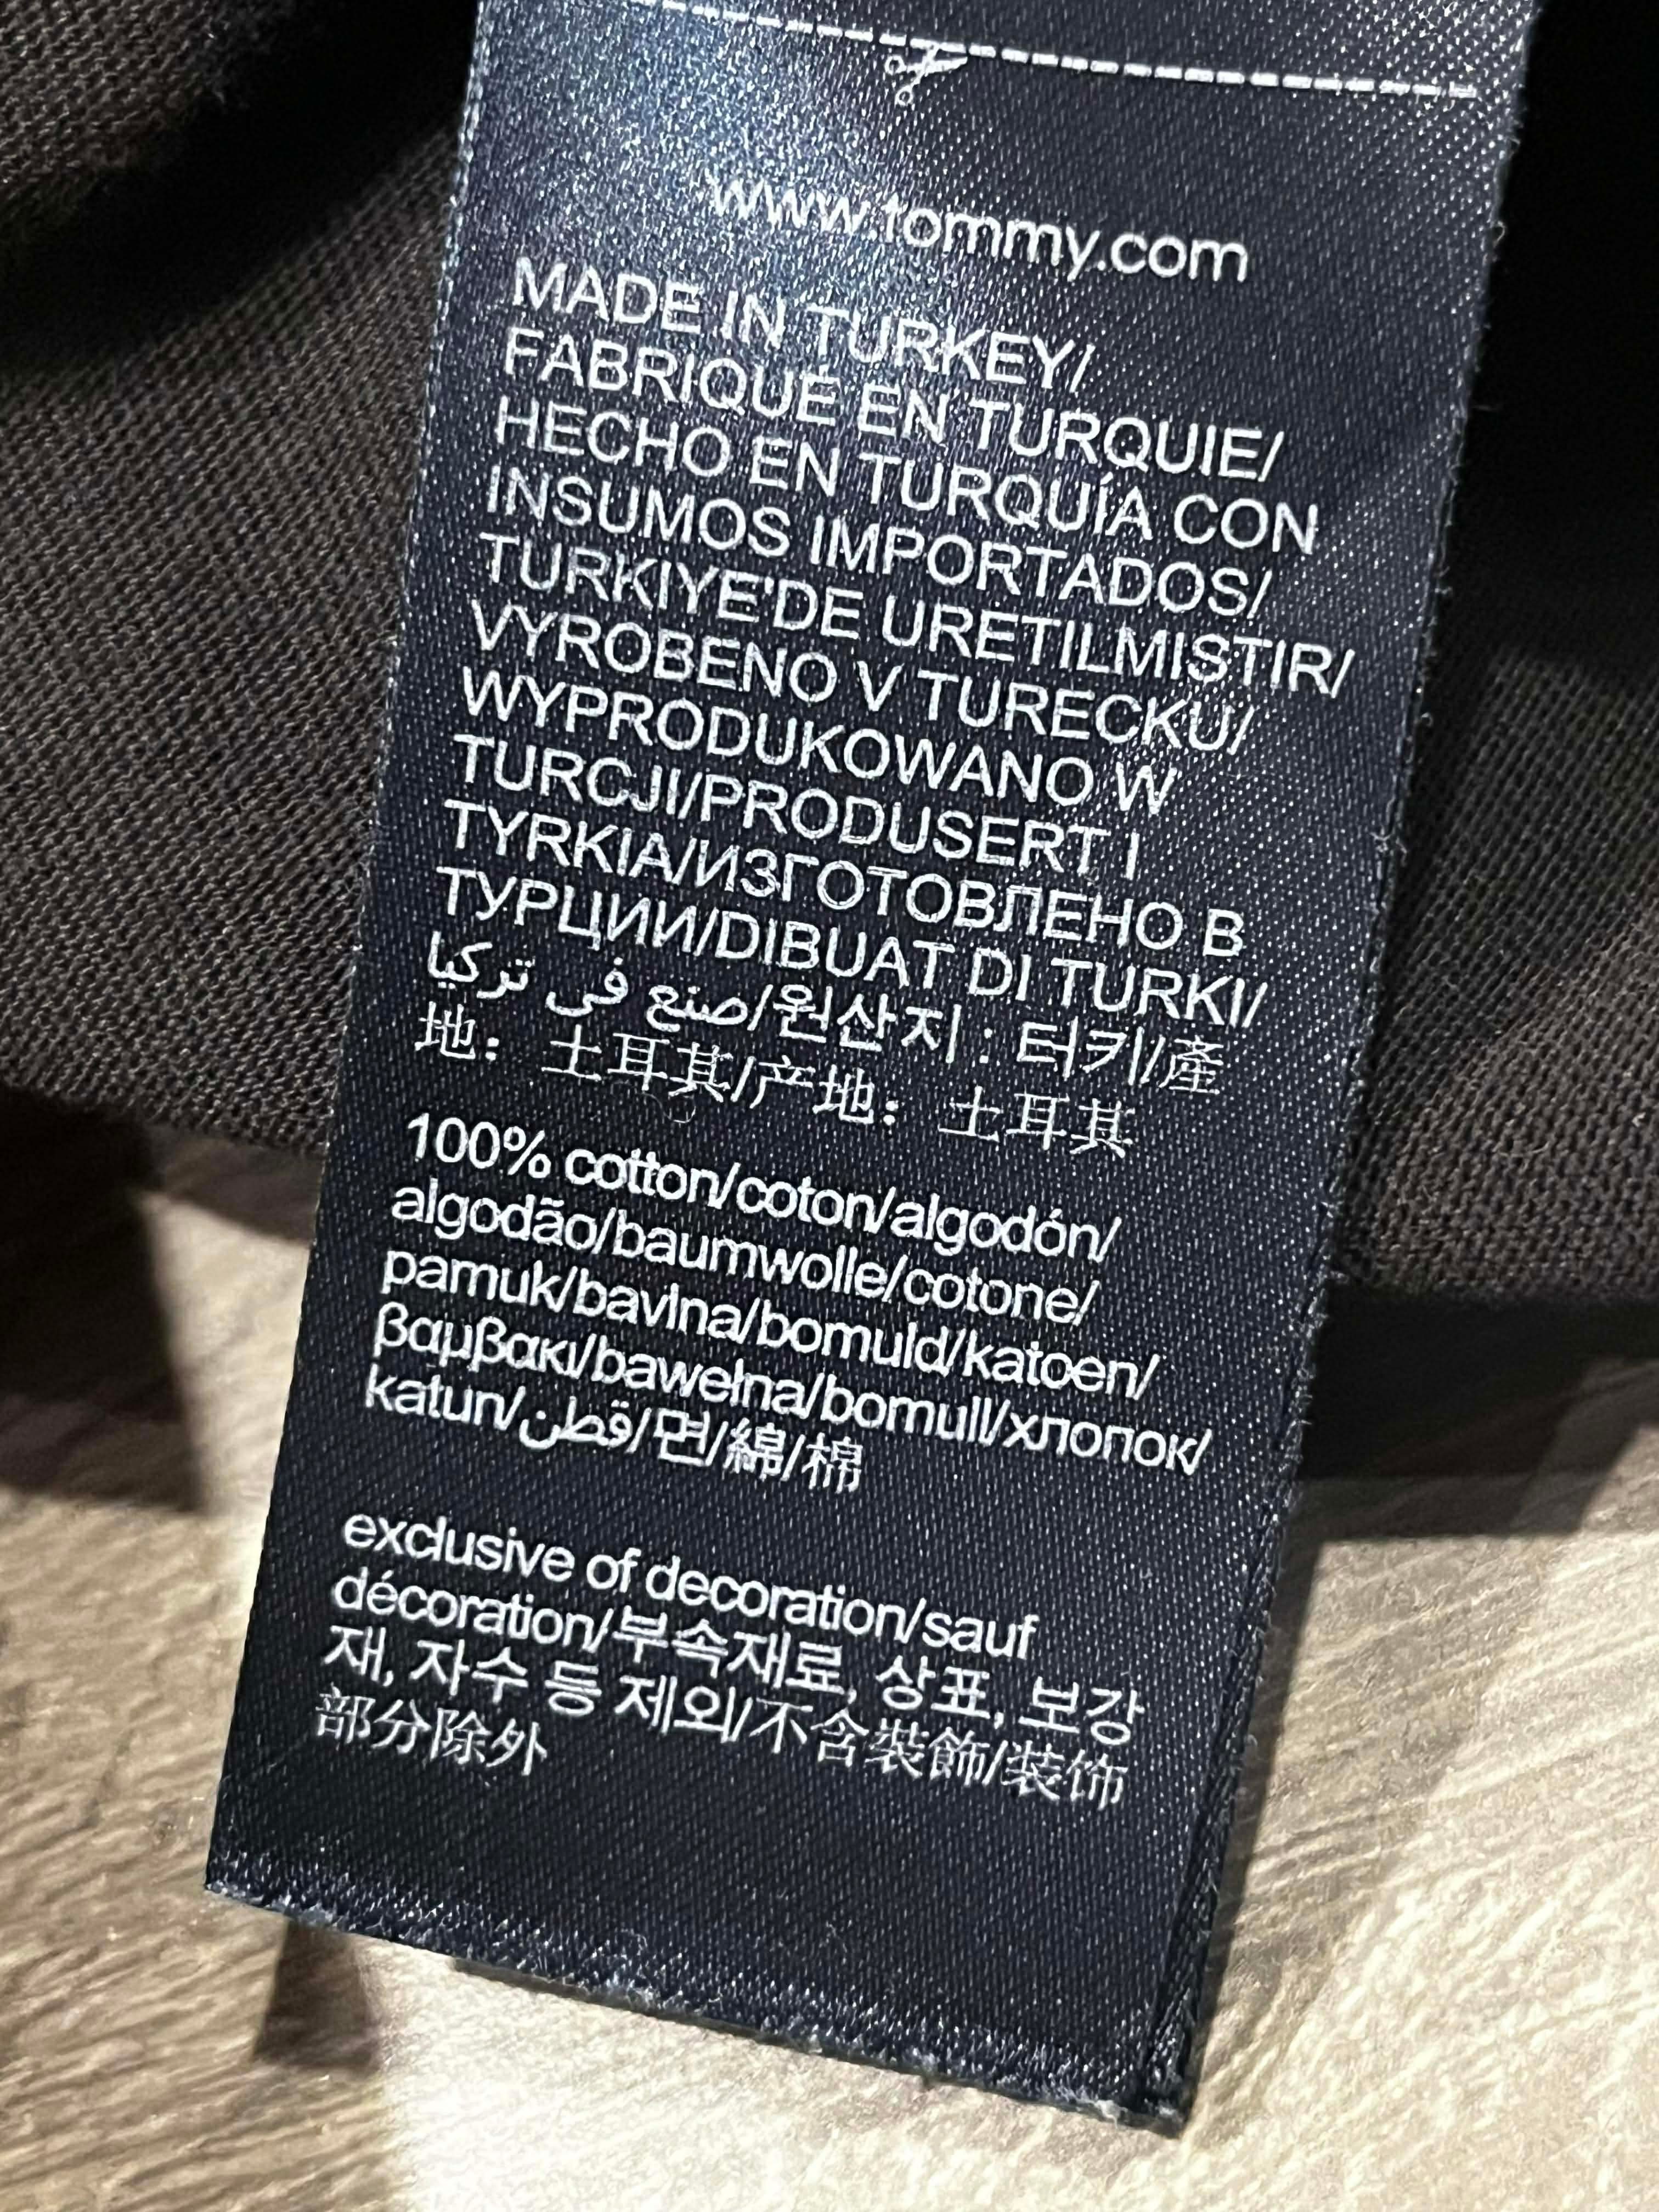 www.tommy.com
MADE IN TURKEY/
FABRIQUÉ EN TURQUIE/
HECHO EN TURQUÍA CON
INSUMOS IMPORTADOS/
TURKIYE'DE URETILMISTIR/
VYROBENO V TURECKU/
WYPRODUKOWANO W
TURCJI/PRODUSERT I
TYRKIA/ИЗГОТОВЛЕНО В
ТУРЦИИ/DIBUAT DI TURKI/
صنع فى تركيا/원산지 : 터키/產
地： 土耳其/产地： 土耳其
100% cotton/coton/algodón/
algodão/baumwolle/cotone/
pamuk/bavlna/bomuld/katoen/
βαμβακι/bawełna/bomull/хлопок/
katun/قطن/면/綿/棉
exclusive of decoration/sauf
décoration/부속재료, 상표, 보강
재, 자수 등 제외/不含裝飾/装饰
部分除外